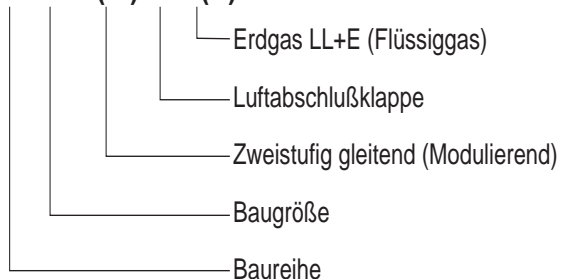 Erdgas LL+E (Flüssiggas)
Luftabschlußklappe
Zweistufig gleitend (Modulierend)
Baugröße
Baureihe